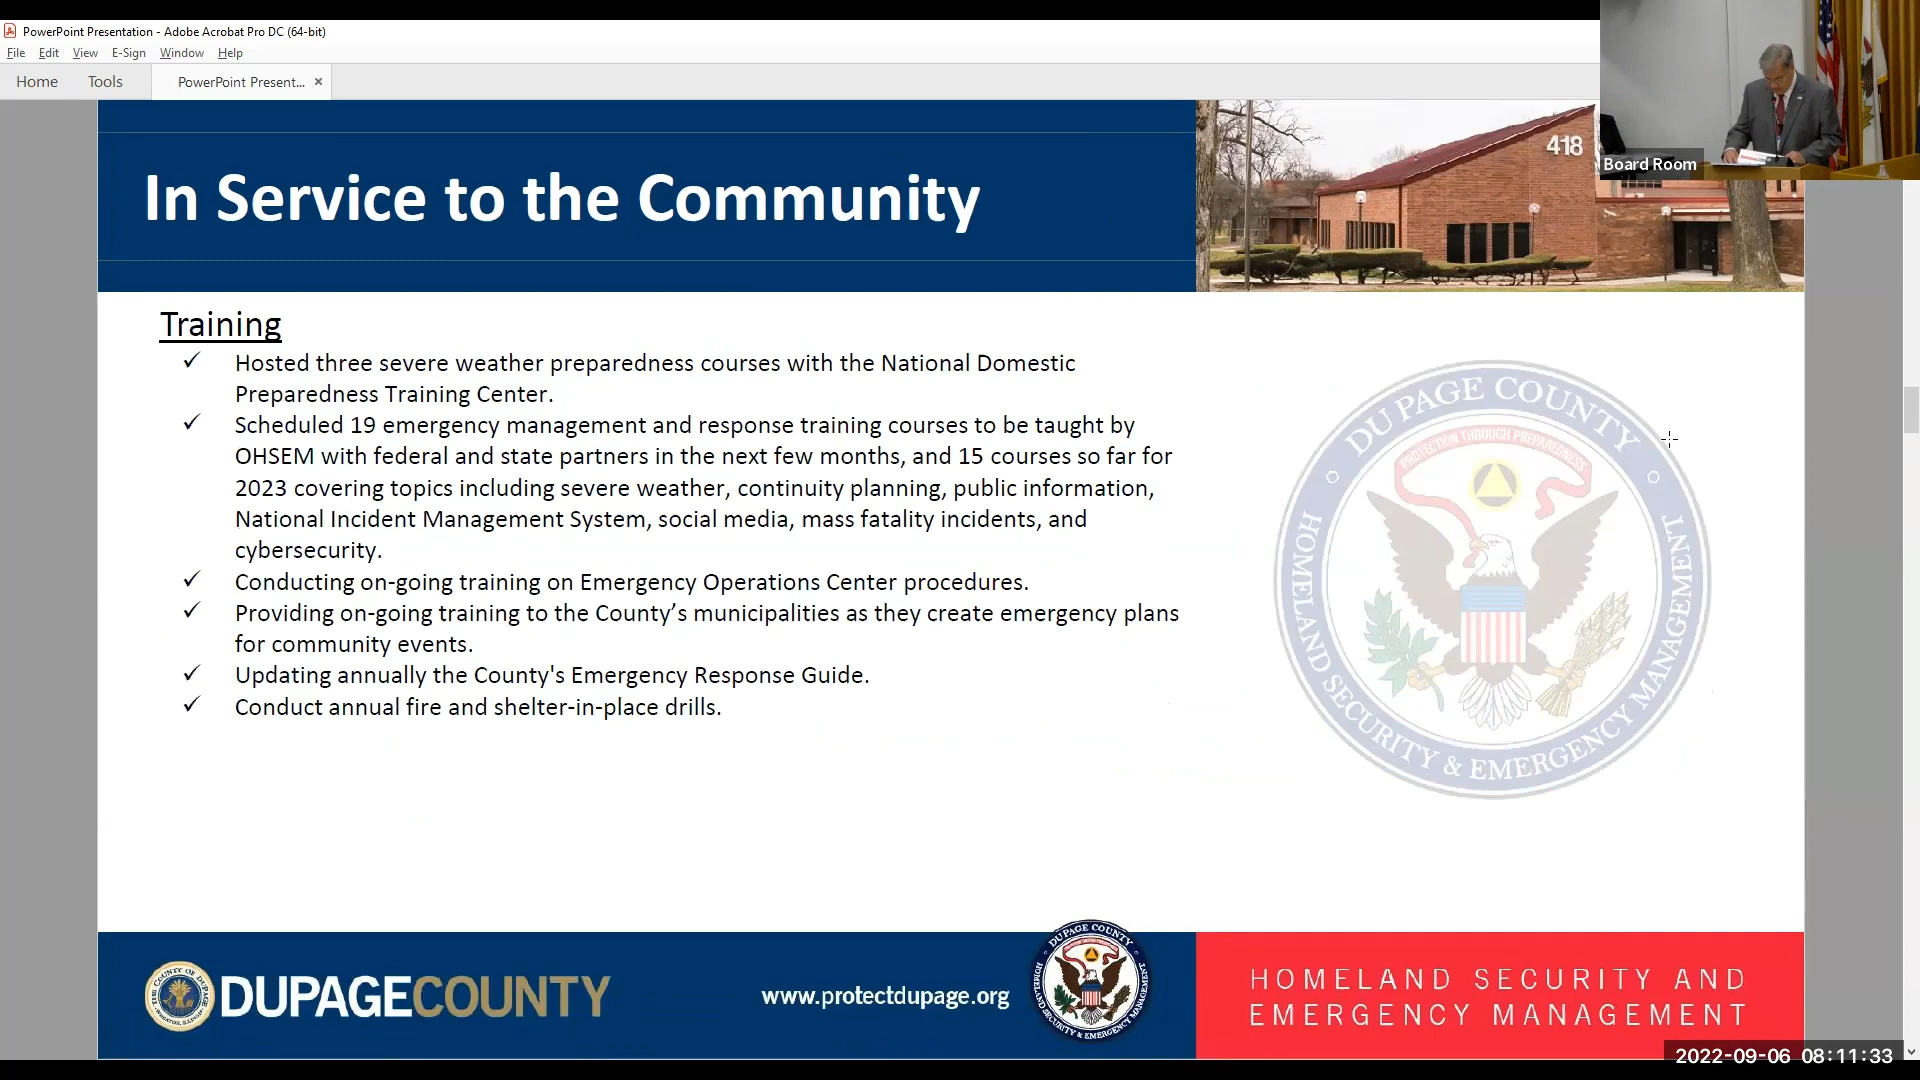 PowerPoint Presentation - Adobe Acrobat Pro DC (64-bit)
File Edit View E-Sign Window Help
Home Tools PowerPoint Present... ×
In Service to the Community
418
Board Room
Training
✓ Hosted three severe weather preparedness courses with the National Domestic
Preparedness Training Center.
✓ Scheduled 19 emergency management and response training courses to be taught by
OHSEM with federal and state partners in the next few months, and 15 courses so far for
2023 covering topics including severe weather, continuity planning, public information,
National Incident Management System, social media, mass fatality incidents, and
cybersecurity.
✓ Conducting on-going training on Emergency Operations Center procedures.
✓ Providing on-going training to the County’s municipalities as they create emergency plans
for community events.
✓ Updating annually the County's Emergency Response Guide.
✓ Conduct annual fire and shelter-in-place drills.
DUPAGE COUNTY
PROTECTION THROUGH PREPAREDNESS
HOMELAND SECURITY & EMERGENCY MANAGEMENT
DUPAGECOUNTY
www.protectdupage.org
DUPAGE COUNTY
HOMELAND SECURITY & EMERGENCY MANAGEMENT
HOMELAND SECURITY AND
EMERGENCY MANAGEMENT
2022-09-06 08:11:33